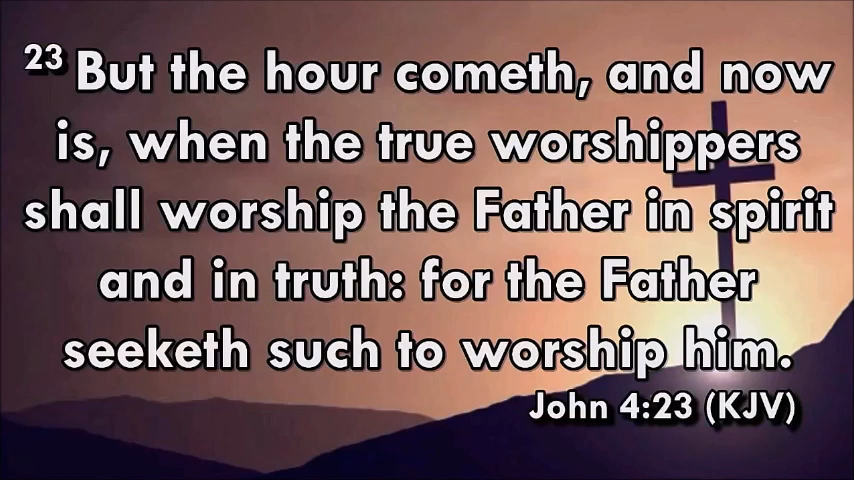 23 But the hour cometh, and now
is, when the true worshippers
shall worship the Father in spirit
and in truth: for the Father
seeketh such to worship him.
John 4:23 (KJV)